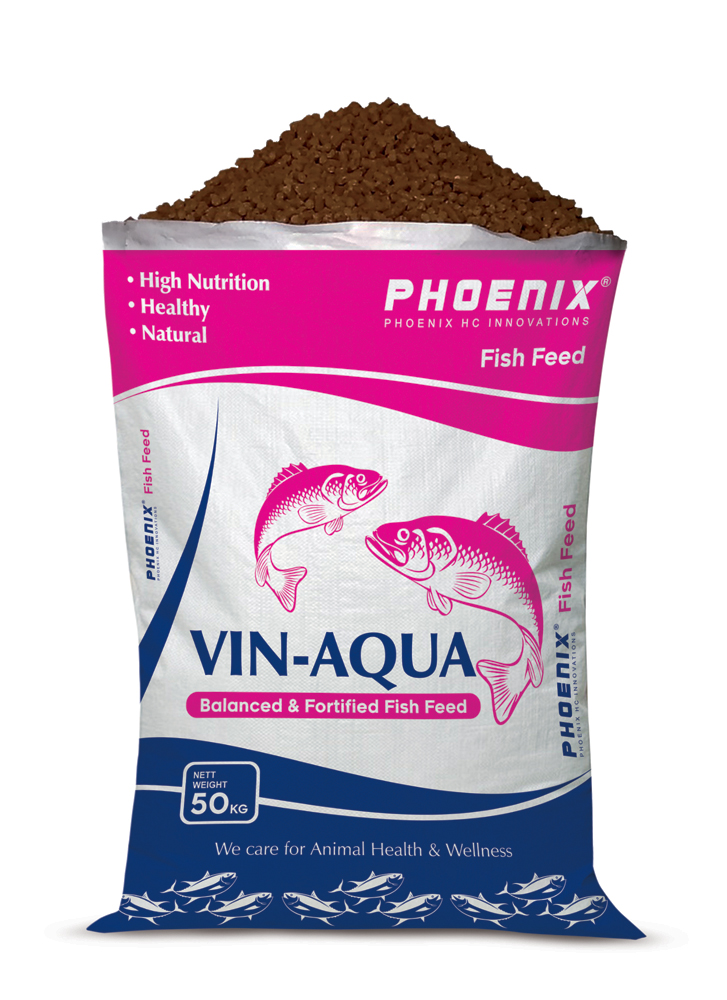 • High Nutrition
• Healthy
• Natural
PHOENIX®
PHOENIX HC INNOVATIONS
Fish Feed
PHOENIX® Fish Feed
PHOENIX HC INNOVATIONS
VIN-AQUA
Balanced & Fortified Fish Feed
PHOENIX® Fish Feed
PHOENIX HC INNOVATIONS
NETT
WEIGHT
50KG
We care for Animal Health & Wellness